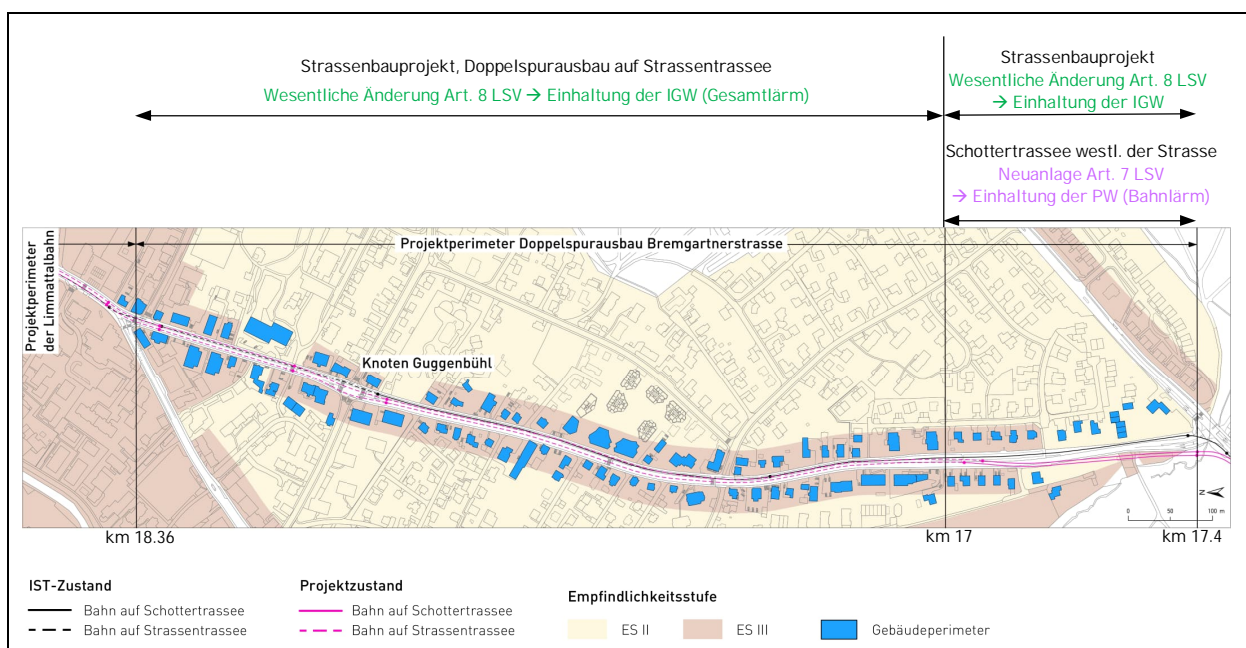 Strassenbauprojekt, Doppelspurausbau auf Strassentrassee
Wesentliche Änderung Art. 8 LSV → Einhaltung der IGW (Gesamtlärm)
Strassenbauprojekt
Wesentliche Änderung Art. 8 LSV
→ Einhaltung der IGW
Schottertrassee westl. der Strasse
Neuanlage Art. 7 LSV
→ Einhaltung der PW (Bahnlärm)
Projektperimeter
der Limmattalbahn
Projektperimeter Doppelspurausbau Bremgartnerstrasse
Knoten Guggenbühl
N
0 50 100 m
km 18.36
km 17
km 17.4
IST-Zustand
Bahn auf Schottertrassee
Bahn auf Strassentrassee
Projektzustand
Bahn auf Schottertrassee
Bahn auf Strassentrassee
Empfindlichkeitsstufe
ES II
ES III
Gebäudeperimeter